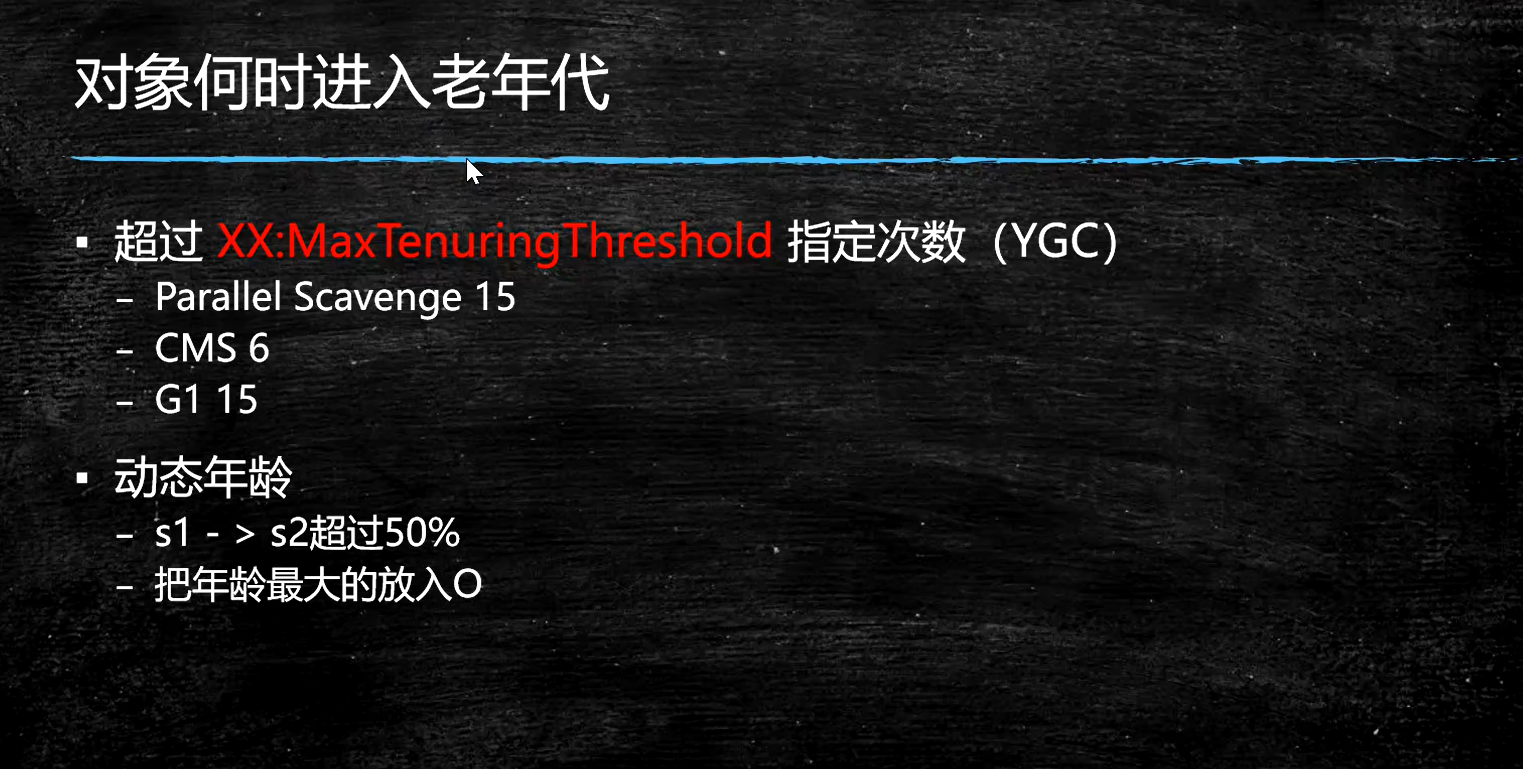 对象何时进入老年代
▪ 超过 XX:MaxTenuringThreshold 指定次数（YGC）
– Parallel Scavenge 15
– CMS 6
– G1 15
▪ 动态年龄
– s1 - > s2超过50%
– 把年龄最大的放入O